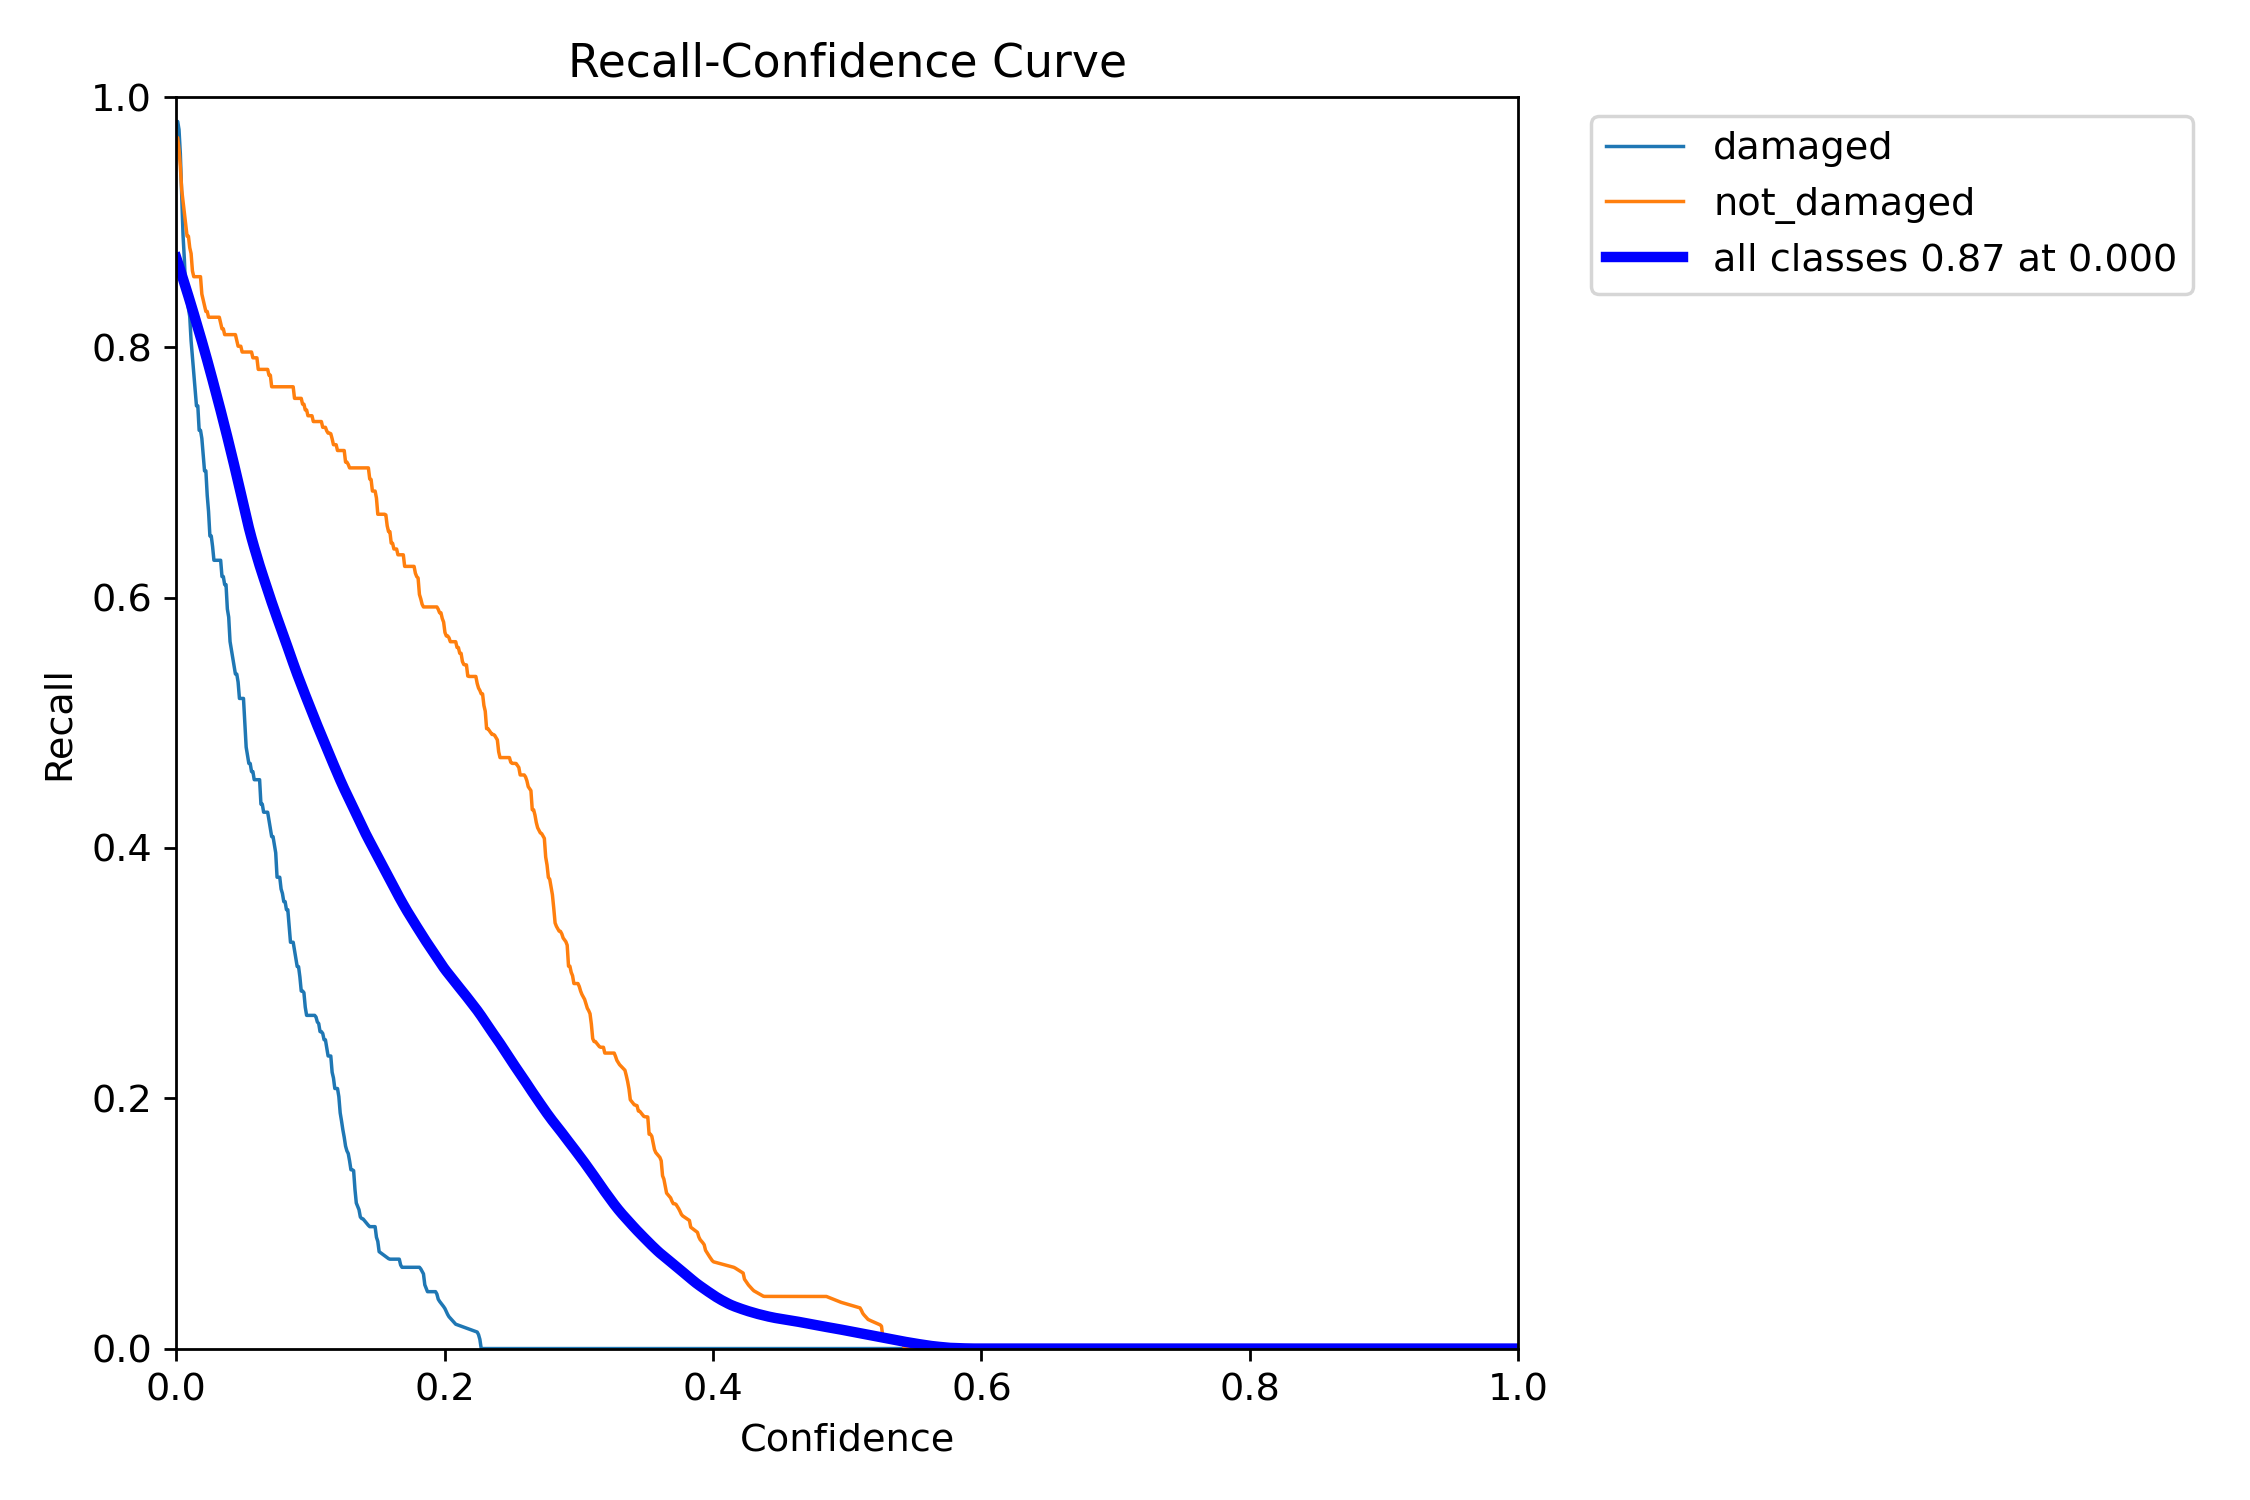 Recall-Confidence Curve
1.0
0.8
0.6
0.4
0.2
0.0
Recall
0.0 0.2 0.4 0.6 0.8 1.0
Confidence
damaged
not_damaged
all classes 0.87 at 0.000